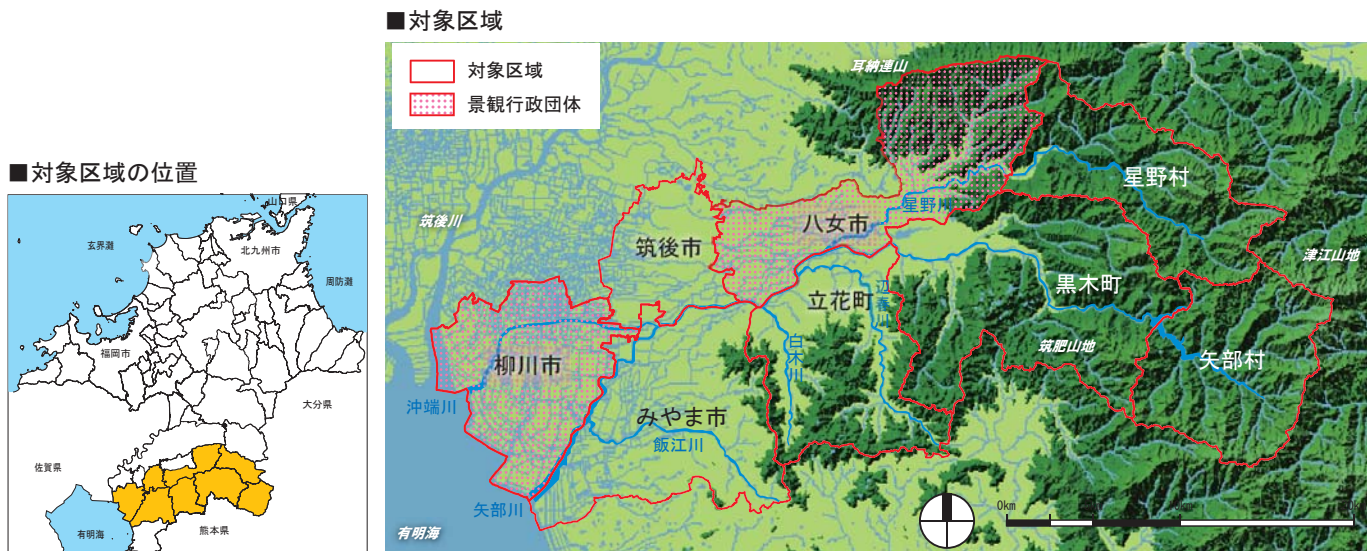 ■対象区域
対象区域
景観行政団体
耳納連山
筑後川
星野村
星野川
八女市
筑後市
津江山地
黒木町
立花町
辺春川
白木川
筑肥山地
矢部村
柳川市
沖端川
みやま市
飯江川
矢部川
有明海
0km
■対象区域の位置
山口県
玄界灘
北九州市
周防灘
福岡市
大分県
佐賀県
有明海
熊本県